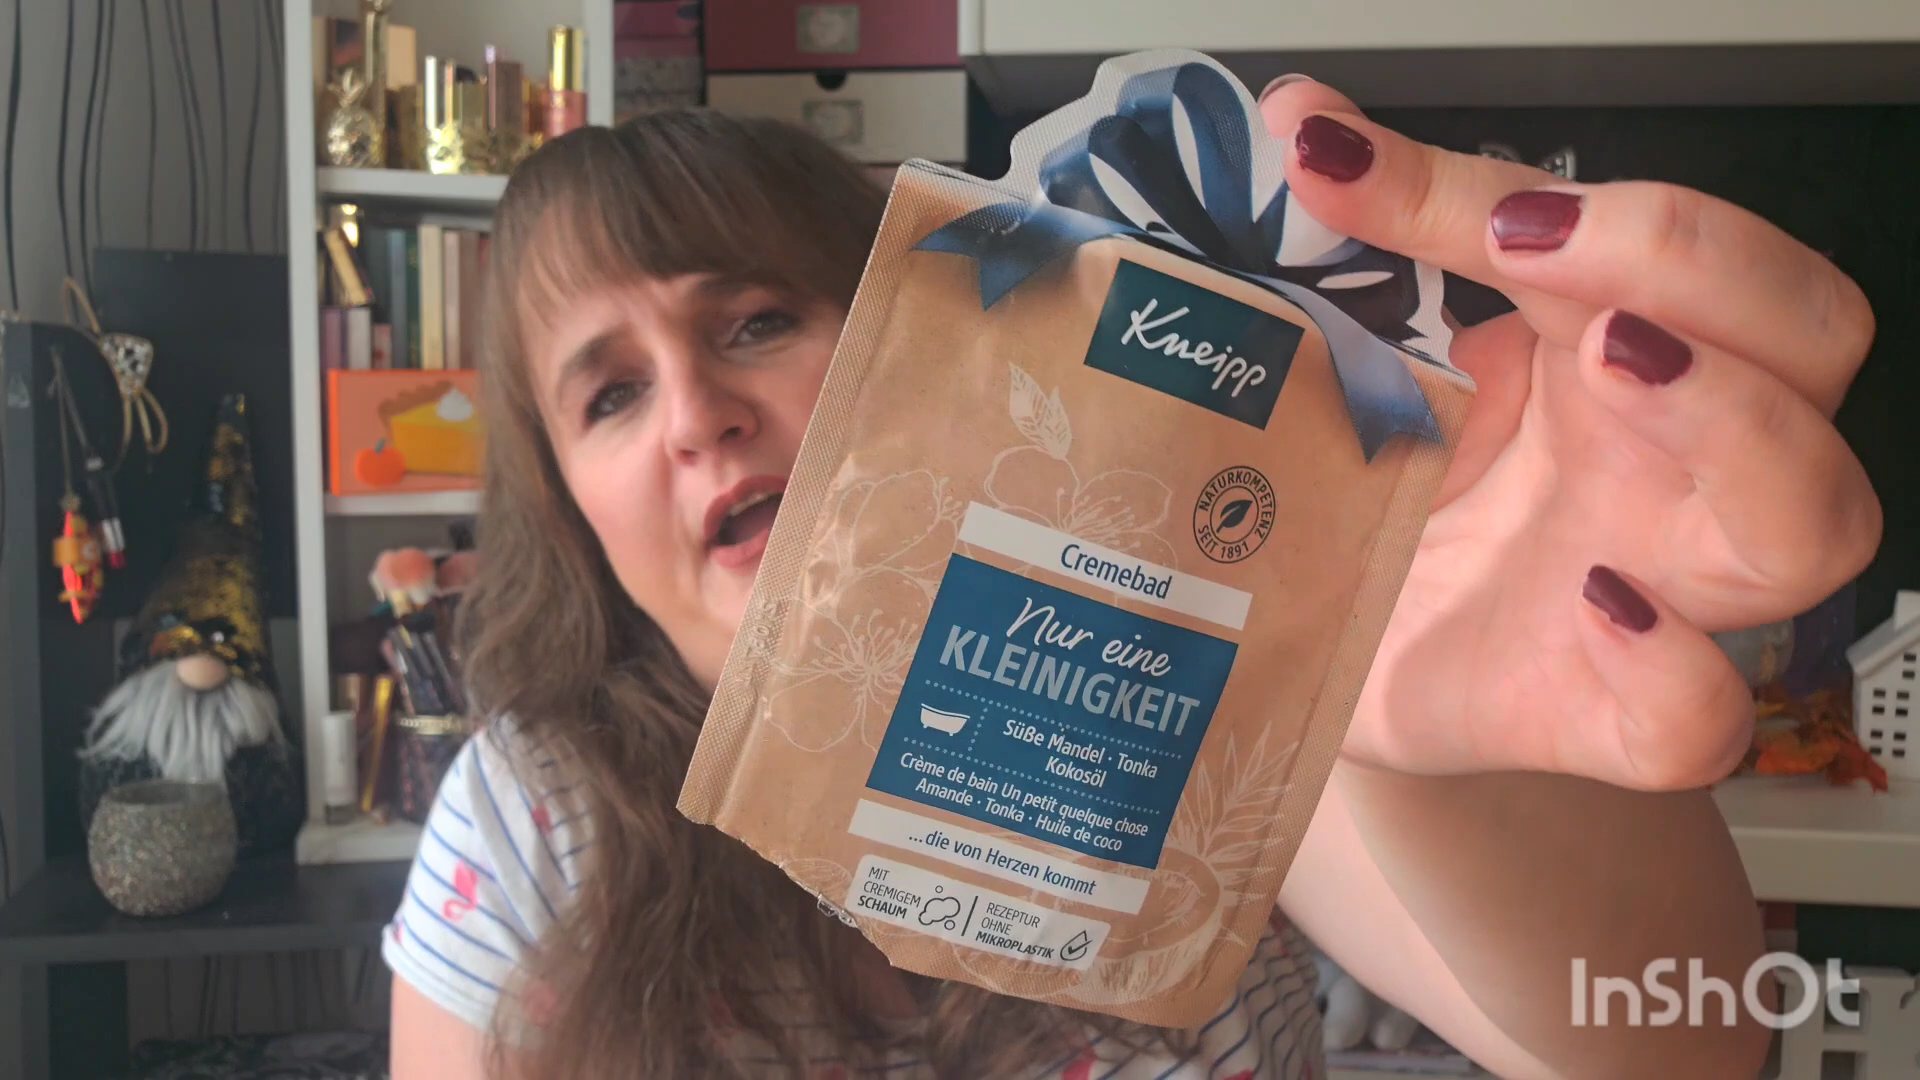 Kneipp
NATURKOMPETENZ
SEIT 1891
Cremebad
Nur eine
KLEINIGKEIT
Süße Mandel · Tonka
Kokosöl
Crème de bain Un petit quelque chose
Amande · Tonka · Huile de coco
...die von Herzen kommt
MIT
CREMIGEM
SCHAUM
REZEPTUR
OHNE
MIKROPLASTIK
InShOt